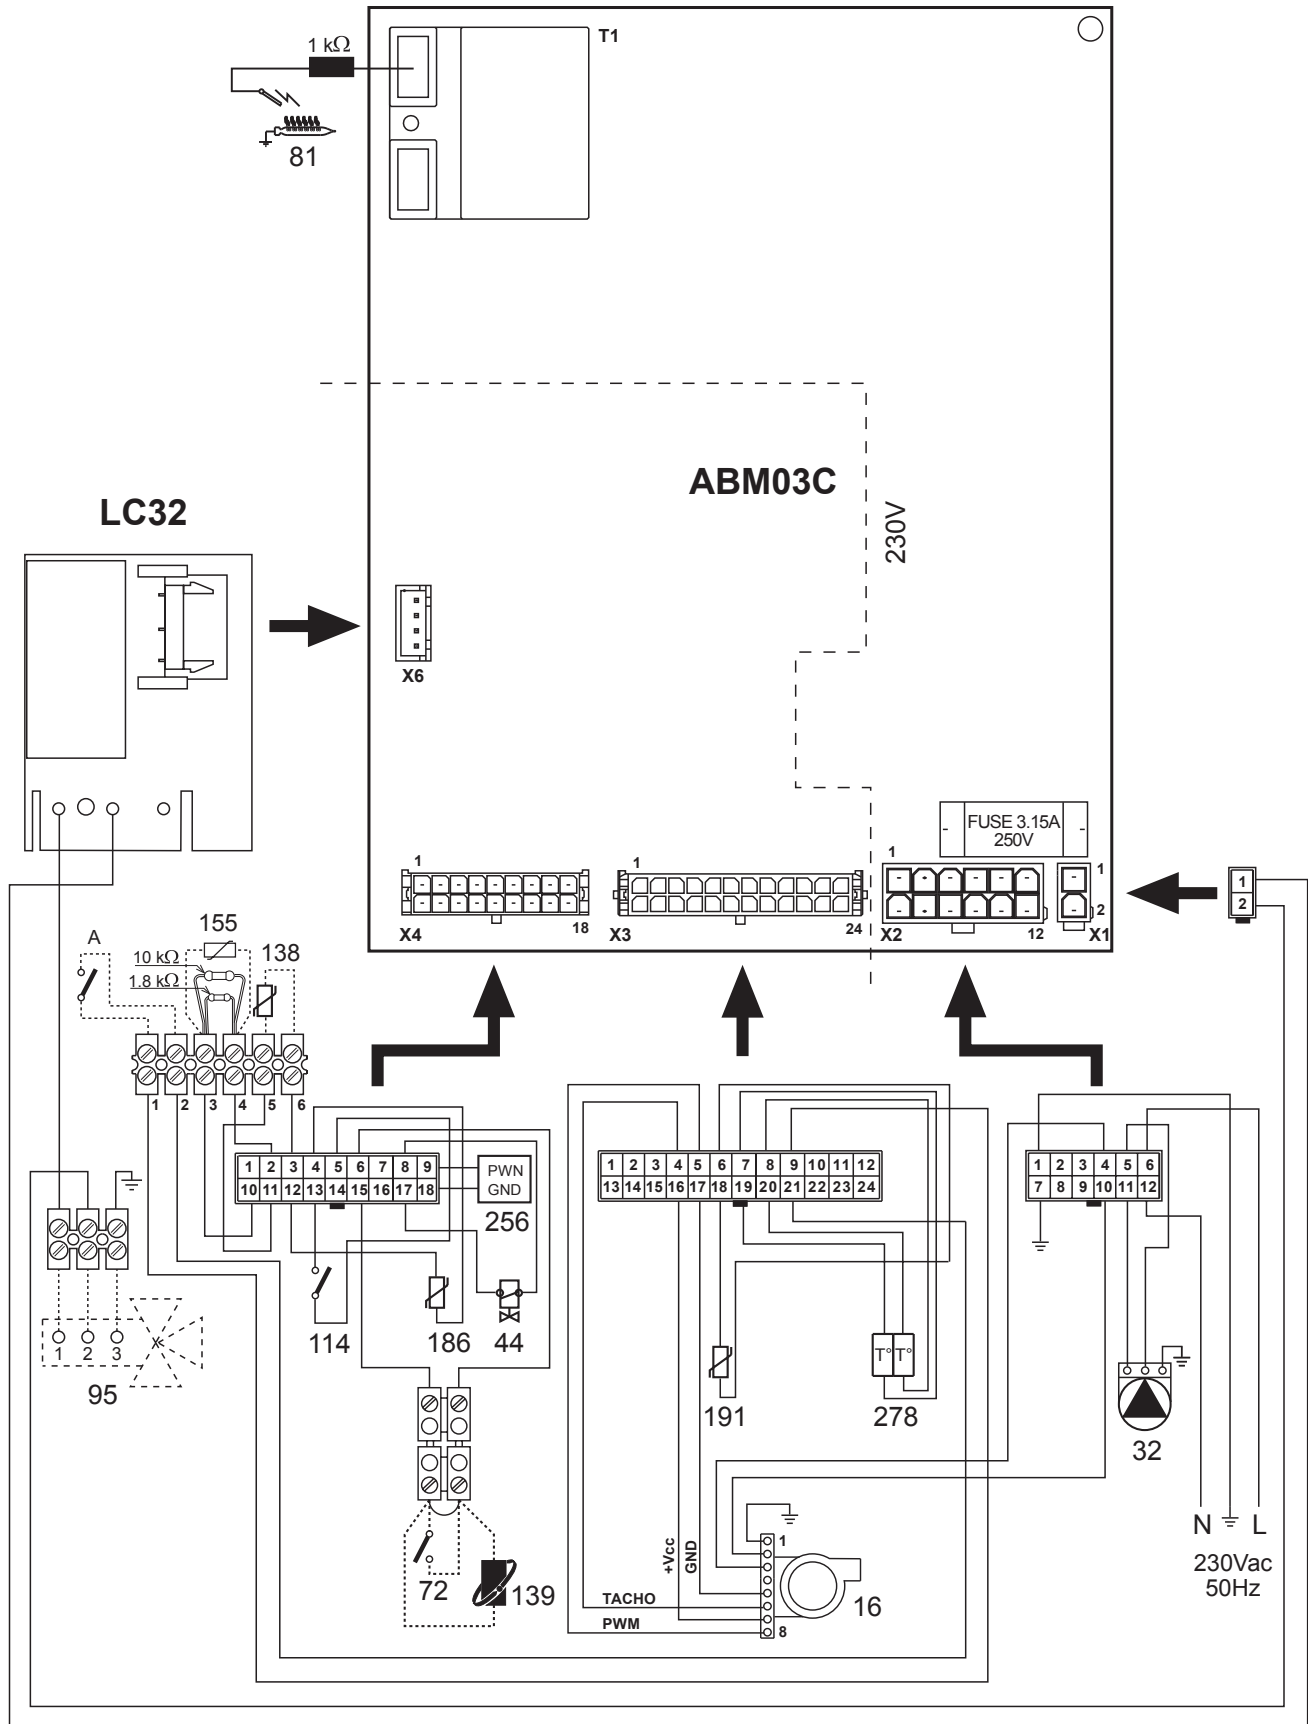 T1
1 kΩ
81
ABM03C
230V
LC32
X6
FUSE 3.15A
250V
1
18
X4
1
24
X3
1
12
X2
1
2
X1
1
2
A
155
10 kΩ
1.8 kΩ
138
1 2 3 4 5 6
1 2 3 4 5 6 7 8 9
10 11 12 13 14 15 16 17 18
PWN
GND
256
1 2 3 4 5 6 7 8 9 10 11 12
13 14 15 16 17 18 19 20 21 22 23 24
1 2 3 4 5 6
7 8 9 10 11 12
114
186
44
1 2 3
X
95
191
T° T°
278
32
N L
230Vac
50Hz
72
139
+Vcc
GND
TACHO
PWM
1
8
16